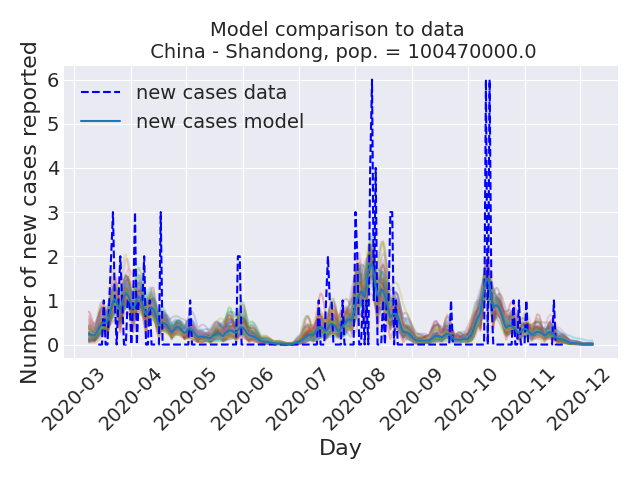 Model comparison to data
China - Shandong, pop. = 100470000.0
Number of new cases reported
6
5
4
3
2
1
0
new cases data
new cases model
2020-03
2020-04
2020-05
2020-06
2020-07
2020-08
2020-09
2020-10
2020-11
2020-12
Day